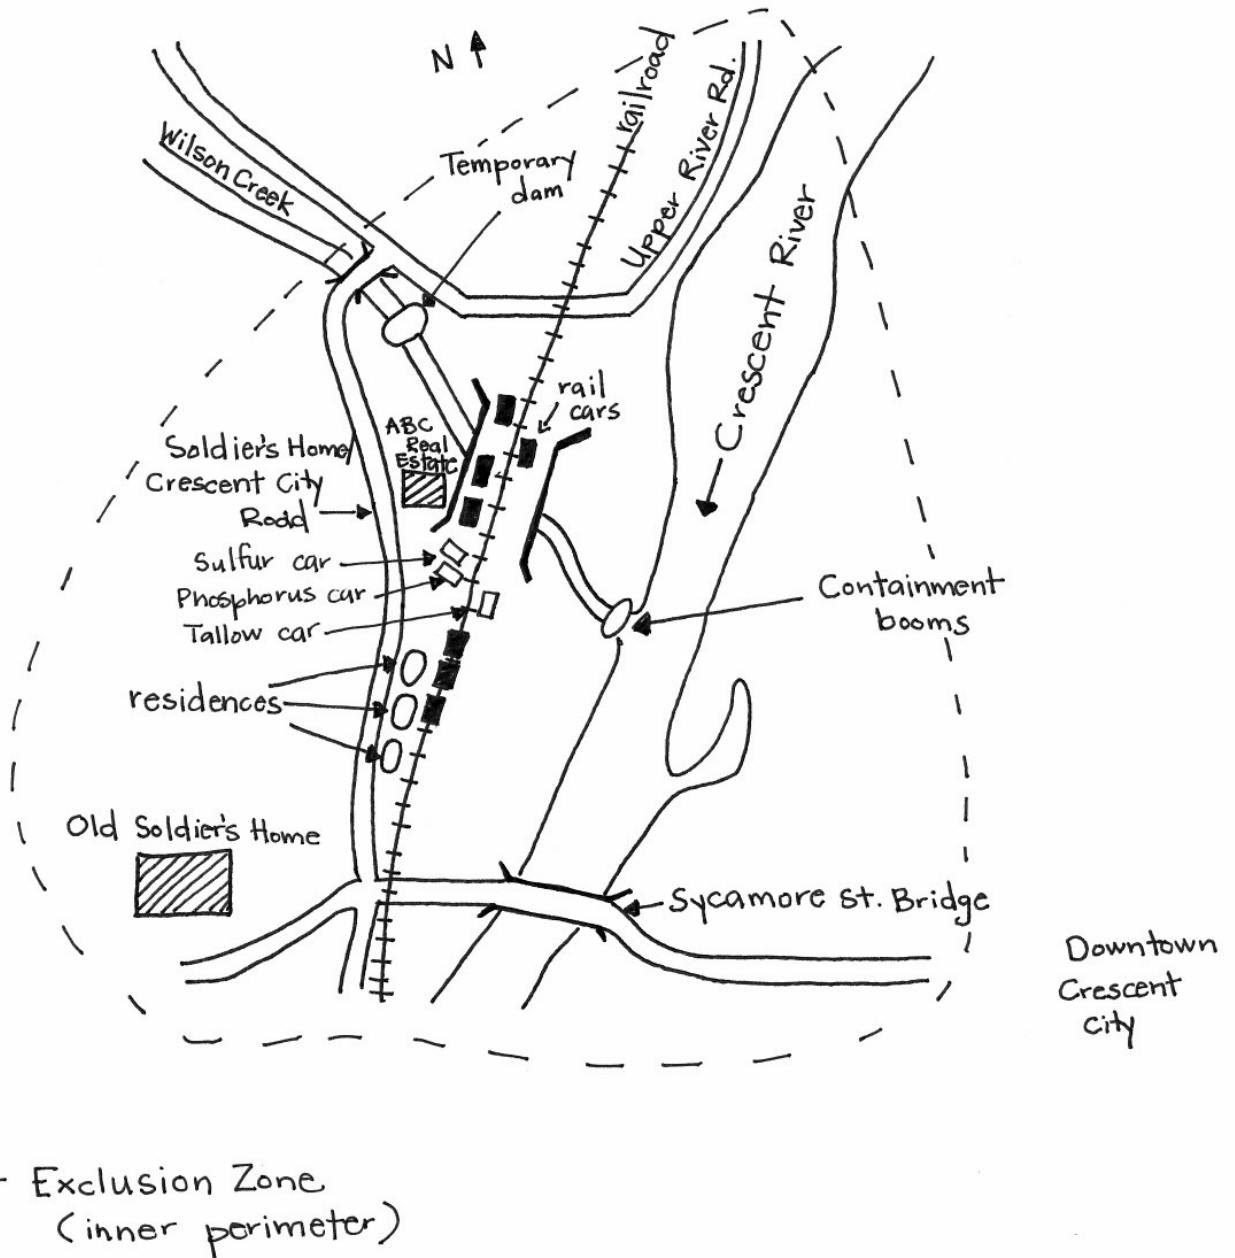 N
railroad
Upper River Rd.
Wilson Creek
Temporary
dam
Crescent River
rail
cars
ABC
Real
Estate
Soldier's Home/
Crescent City
Road
Sulfur car
Phosphorus car
Tallow car
Containment
booms
residences
Old Soldier's Home
Sycamore St. Bridge
Downtown
Crescent
City
- Exclusion Zone
(inner perimeter)